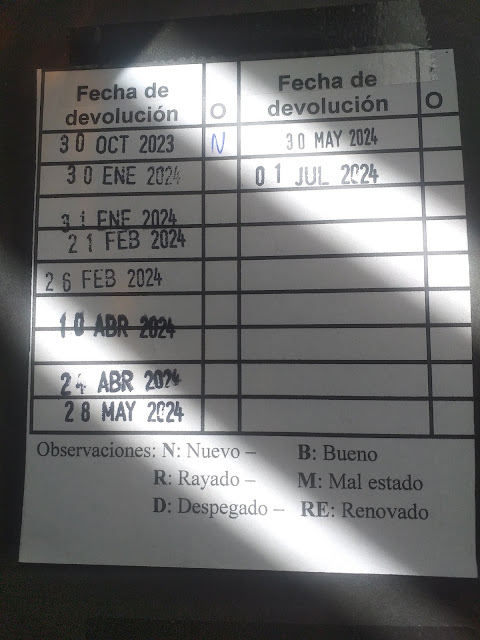 Fecha de devolución O
30 OCT 2023 N
30 ENE 2024
31 ENE 2024
21 FEB 2024
26 FEB 2024
10 ABR 2024
24 ABR 2024
28 MAY 2024
Fecha de devolución O
30 MAY 2024
01 JUL 2024
Observaciones: N: Nuevo – B: Bueno
R: Rayado – M: Mal estado
D: Despegado – RE: Renovado